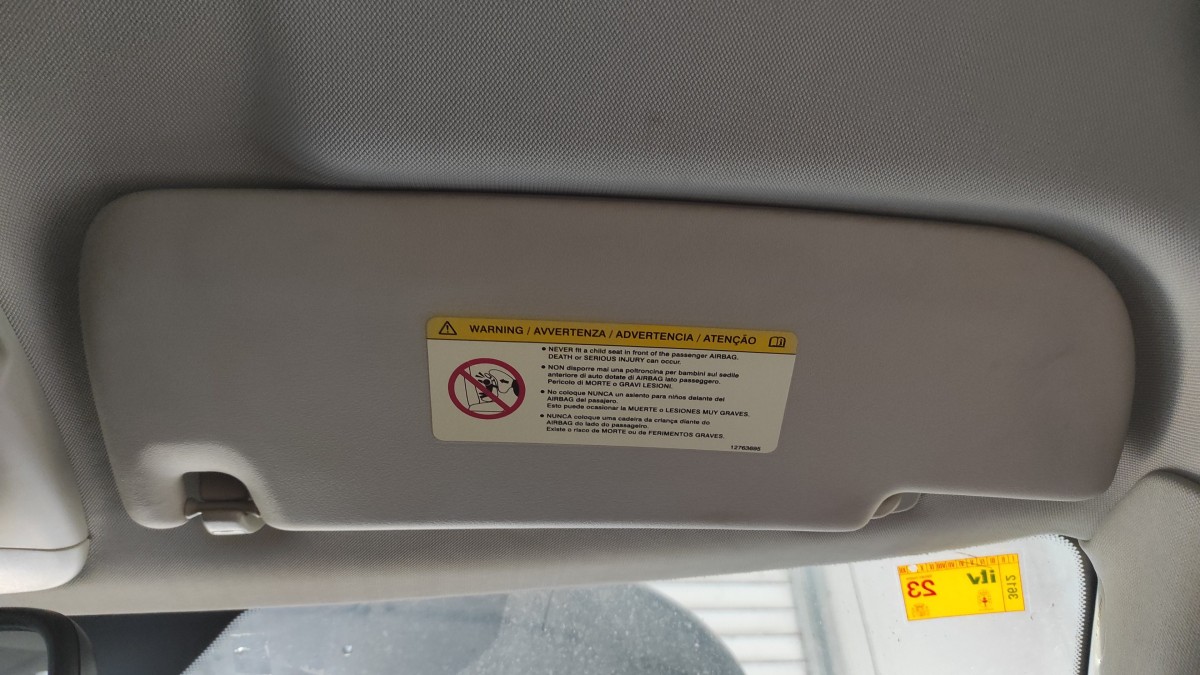 WARNING / AVVERTENZA / ADVERTENCIA / ATENÇÃO
• NEVER fit a child seat in front of the passenger AIRBAG.
DEATH or SERIOUS INJURY can occur.
• NON disporre mai una poltroncina per bambini sul sedile
anteriore di auto dotate di AIRBAG lato passeggero.
Pericolo di MORTE o GRAVI LESIONI.
• No coloque NUNCA un asiento para niños delante del
AIRBAG del pasajero.
Esto puede ocasionar la MUERTE o LESIONES MUY GRAVES.
• NUNCA coloque uma cadeira da criança diante do
AIRBAG do lado do passageiro.
Existe o risco de MORTE ou de FERIMENTOS GRAVES.
12763685
23
itv
3612